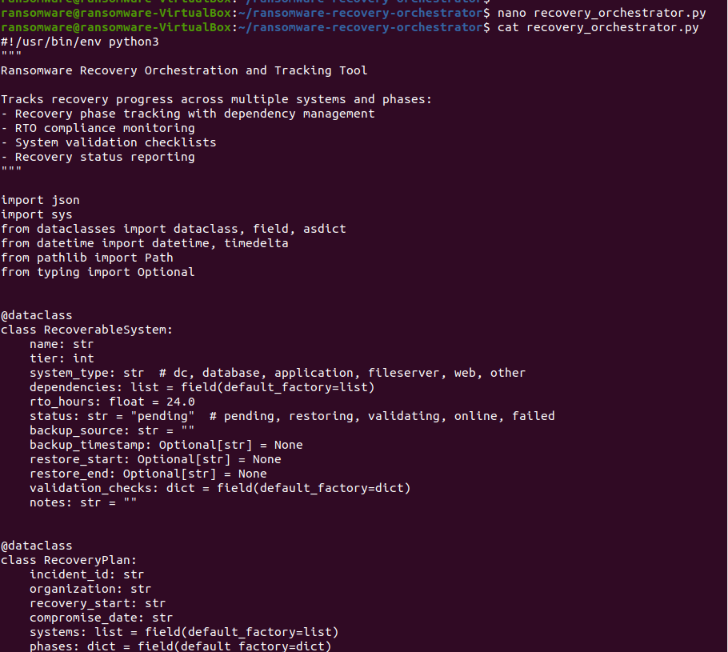 ransomware@ransomware-VirtualBox:~/ransomware-recovery-orchestrator$
ransomware@ransomware-VirtualBox:~/ransomware-recovery-orchestrator$ nano recovery_orchestrator.py
ransomware@ransomware-VirtualBox:~/ransomware-recovery-orchestrator$ cat recovery_orchestrator.py
#!/usr/bin/env python3
"""
Ransomware Recovery Orchestration and Tracking Tool

Tracks recovery progress across multiple systems and phases:
- Recovery phase tracking with dependency management
- RTO compliance monitoring
- System validation checklists
- Recovery status reporting
"""

import json
import sys
from dataclasses import dataclass, field, asdict
from datetime import datetime, timedelta
from pathlib import Path
from typing import Optional


@dataclass
class RecoverableSystem:
    name: str
    tier: int
    system_type: str  # dc, database, application, fileserver, web, other
    dependencies: list = field(default_factory=list)
    rto_hours: float = 24.0
    status: str = "pending"  # pending, restoring, validating, online, failed
    backup_source: str = ""
    backup_timestamp: Optional[str] = None
    restore_start: Optional[str] = None
    restore_end: Optional[str] = None
    validation_checks: dict = field(default_factory=dict)
    notes: str = ""


@dataclass
class RecoveryPlan:
    incident_id: str
    organization: str
    recovery_start: str
    compromise_date: str
    systems: list = field(default_factory=list)
    phases: dict = field(default_factory=dict)